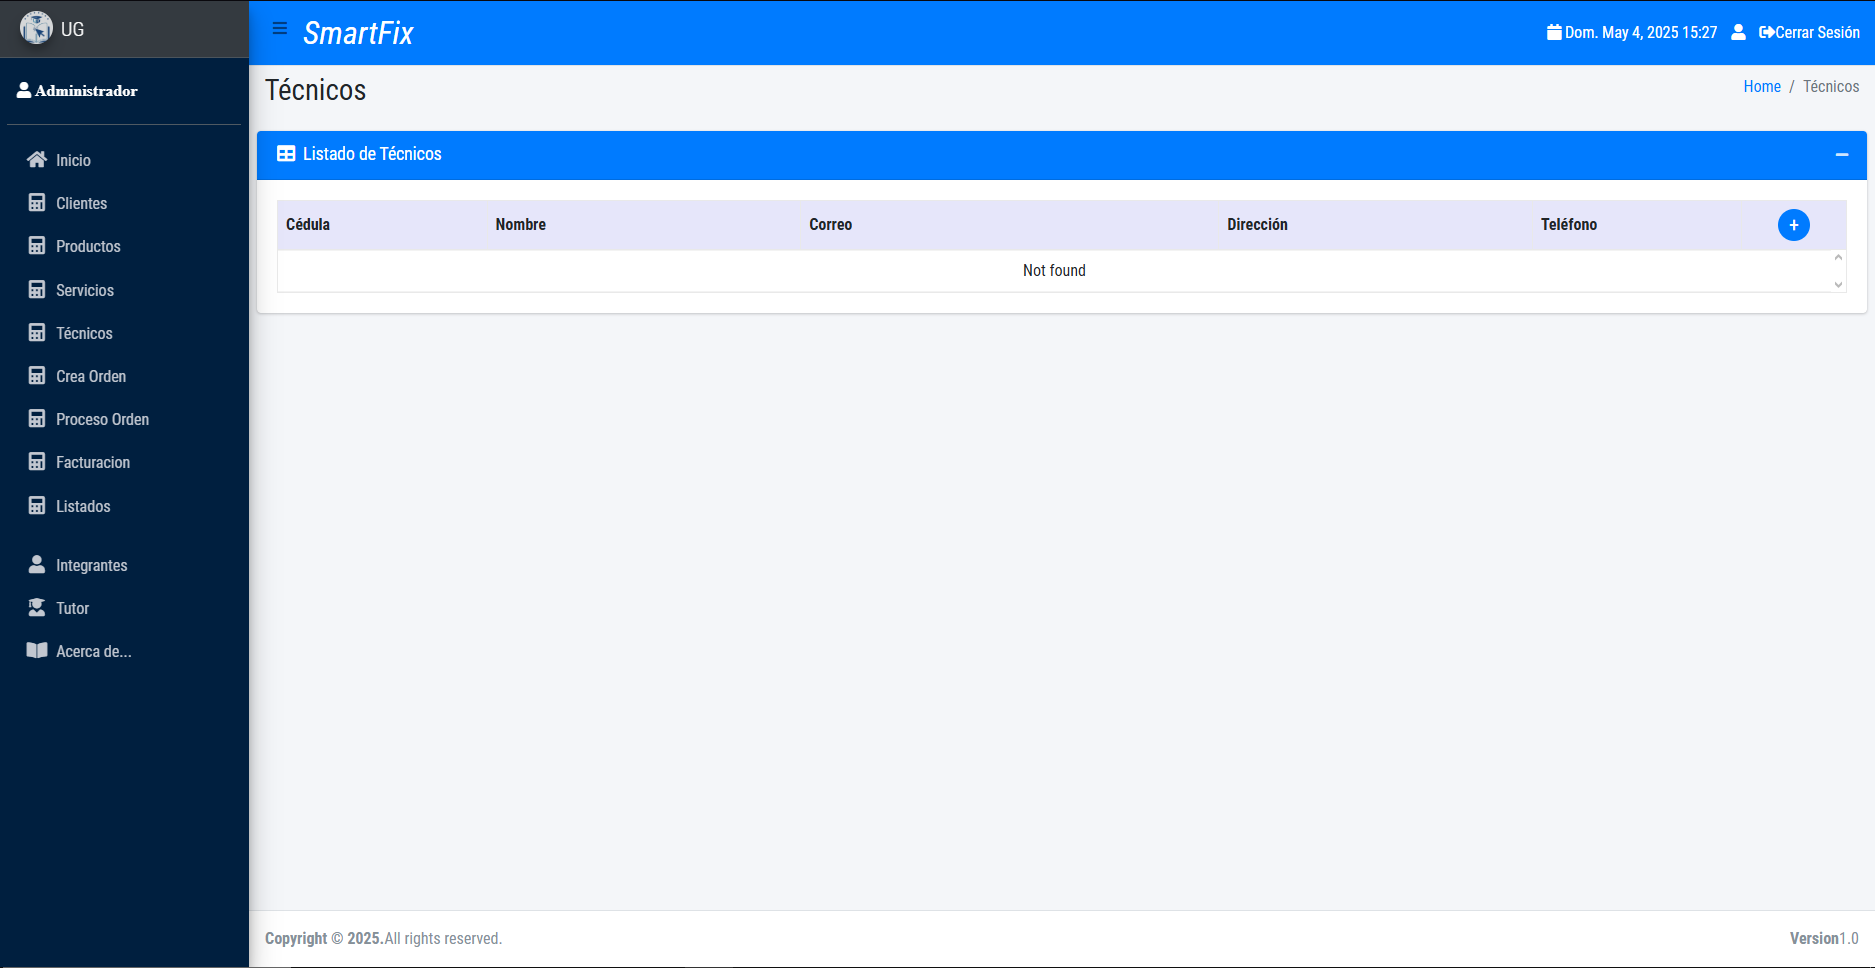 UG
SmartFix
Dom. May 4, 2025 15:27
Cerrar Sesión
Administrador
Inicio
Clientes
Productos
Servicios
Técnicos
Crea Orden
Proceso Orden
Facturacion
Listados
Integrantes
Tutor
Acerca de...
Técnicos
Home / Técnicos
Listado de Técnicos
Cédula Nombre Correo Dirección Teléfono +
Not found
Copyright © 2025.All rights reserved.
Version1.0